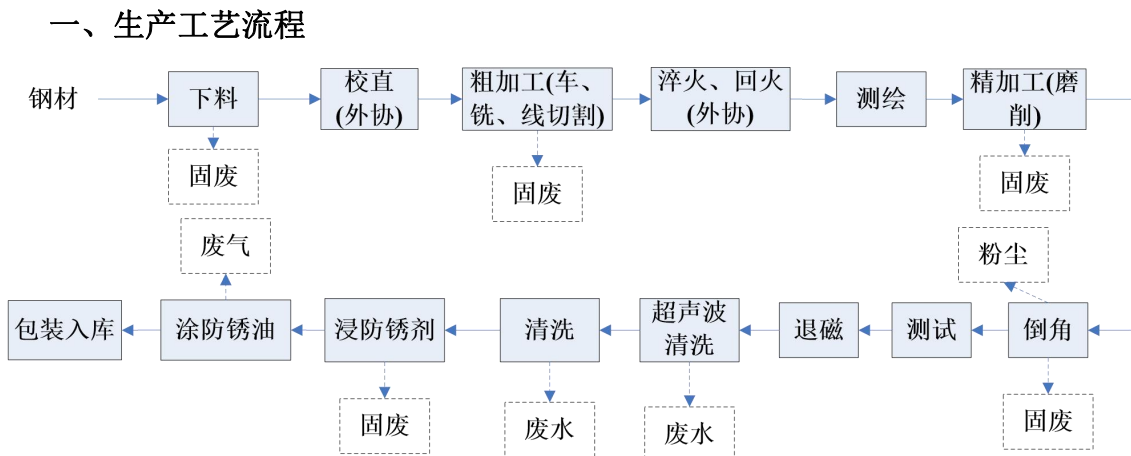 一、生产工艺流程
钢材
下料
校直
(外协)
粗加工(车、
铣、线切割)
淬火、回火
(外协)
测绘
精加工(磨
削)
固废
固废
固废
废气
粉尘
包装入库
涂防锈油
浸防锈剂
清洗
超声波
清洗
退磁
测试
倒角
固废
废水
废水
固废